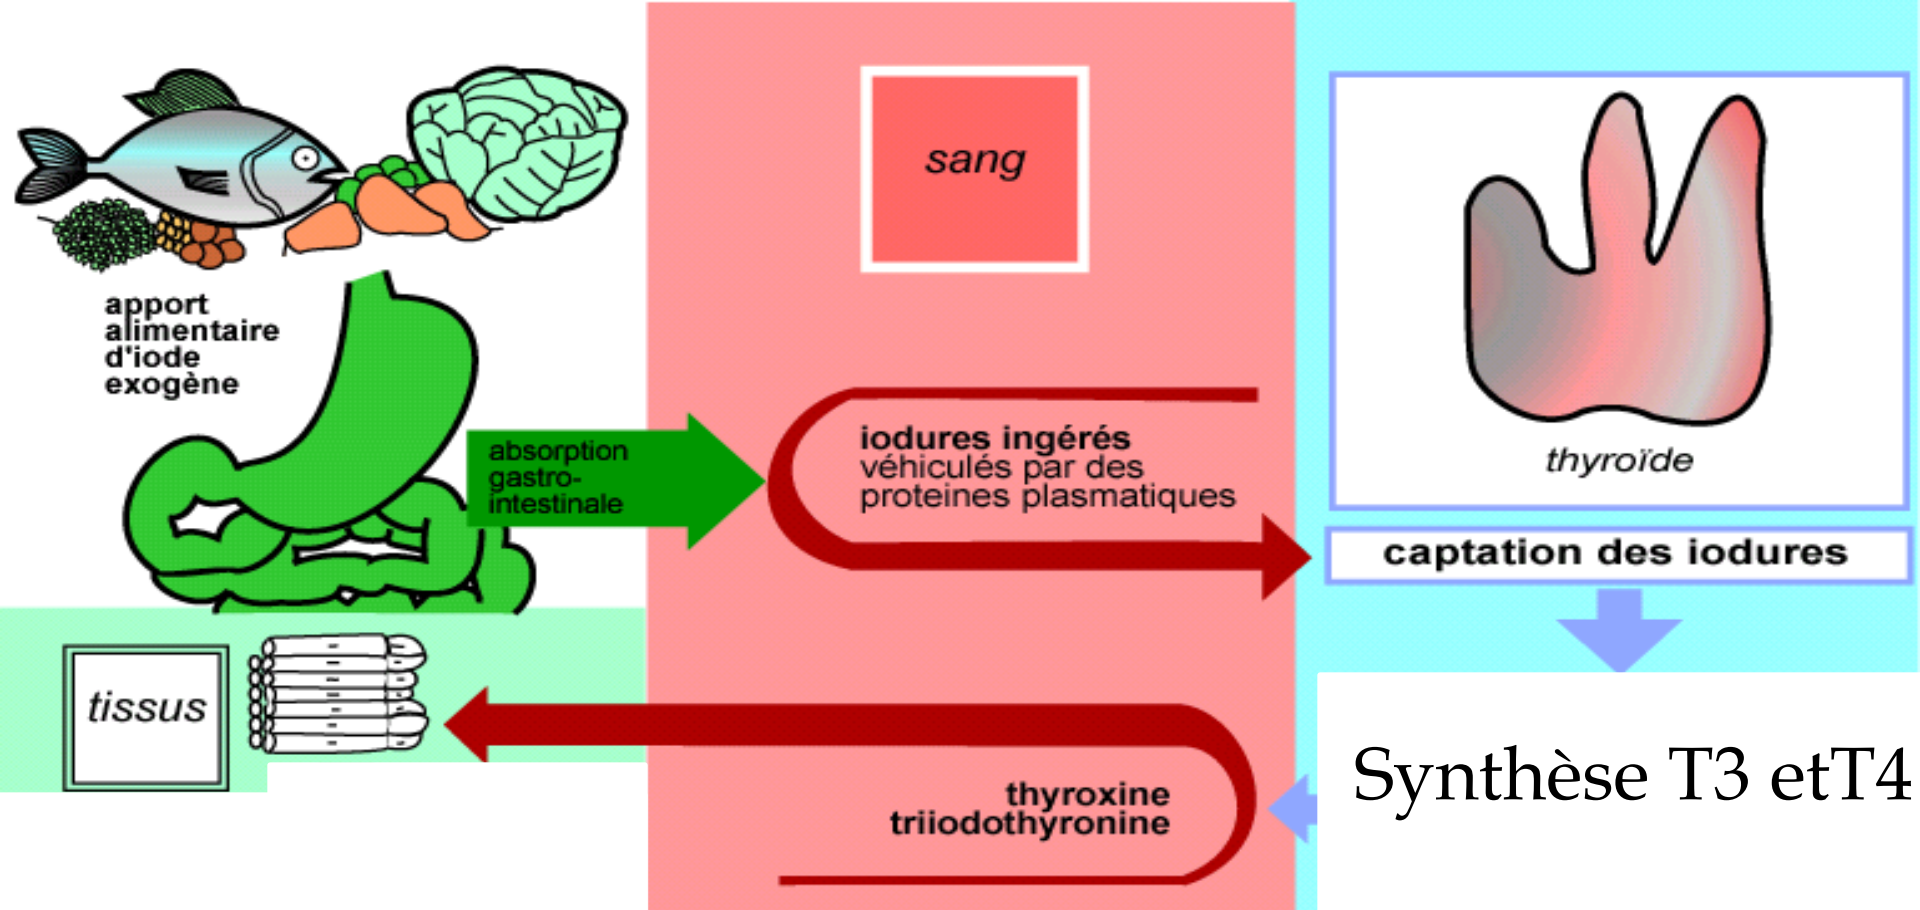 sang
apport
alimentaire
d'iode
exogène
absorption
gastro-
intestinale
iodures ingérés
véhiculés par des
proteines plasmatiques
thyroïde
captation des iodures
tissus
thyroxine
triiodothyronine
Synthèse T3 etT4